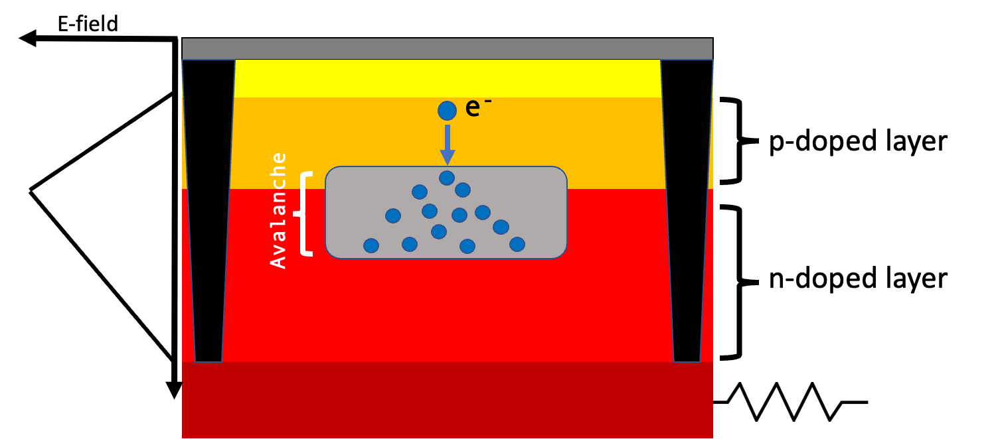 E-field
e-
p-doped layer
Avalanche
n-doped layer